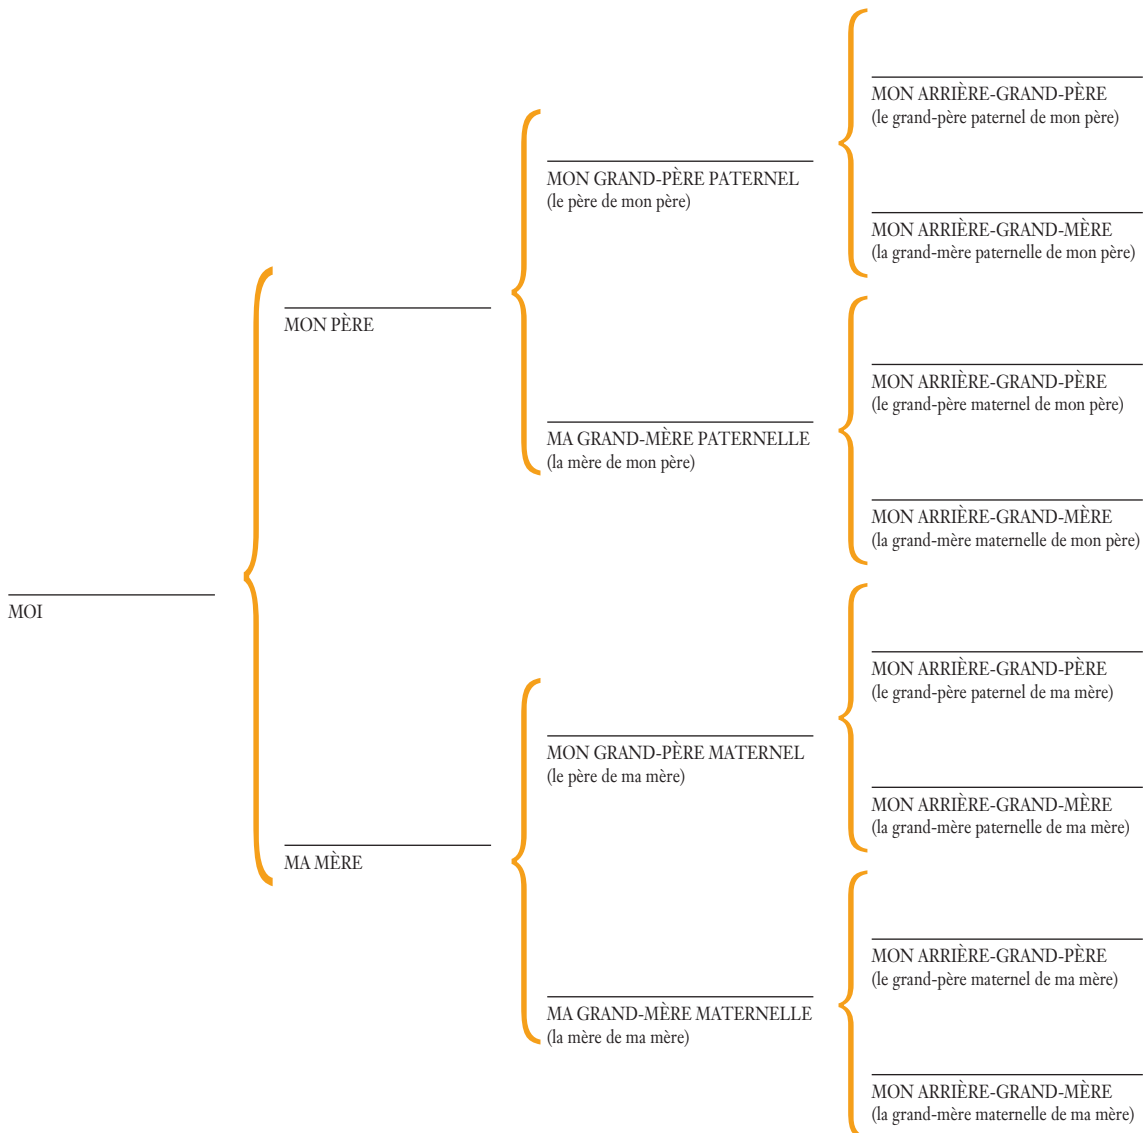 MON ARRIÈRE-GRAND-PÈRE
(le grand-père paternel de mon père)
MON GRAND-PÈRE PATERNEL
(le père de mon père)
MON ARRIÈRE-GRAND-MÈRE
(la grand-mère paternelle de mon père)
MON PÈRE
MON ARRIÈRE-GRAND-PÈRE
(le grand-père maternel de mon père)
MA GRAND-MÈRE PATERNELLE
(la mère de mon père)
MON ARRIÈRE-GRAND-MÈRE
(la grand-mère maternelle de mon père)
MOI
MON ARRIÈRE-GRAND-PÈRE
(le grand-père paternel de ma mère)
MON GRAND-PÈRE MATERNEL
(le père de ma mère)
MON ARRIÈRE-GRAND-MÈRE
(la grand-mère paternelle de ma mère)
MA MÈRE
MON ARRIÈRE-GRAND-PÈRE
(le grand-père maternel de ma mère)
MA GRAND-MÈRE MATERNELLE
(la mère de ma mère)
MON ARRIÈRE-GRAND-MÈRE
(la grand-mère maternelle de ma mère)